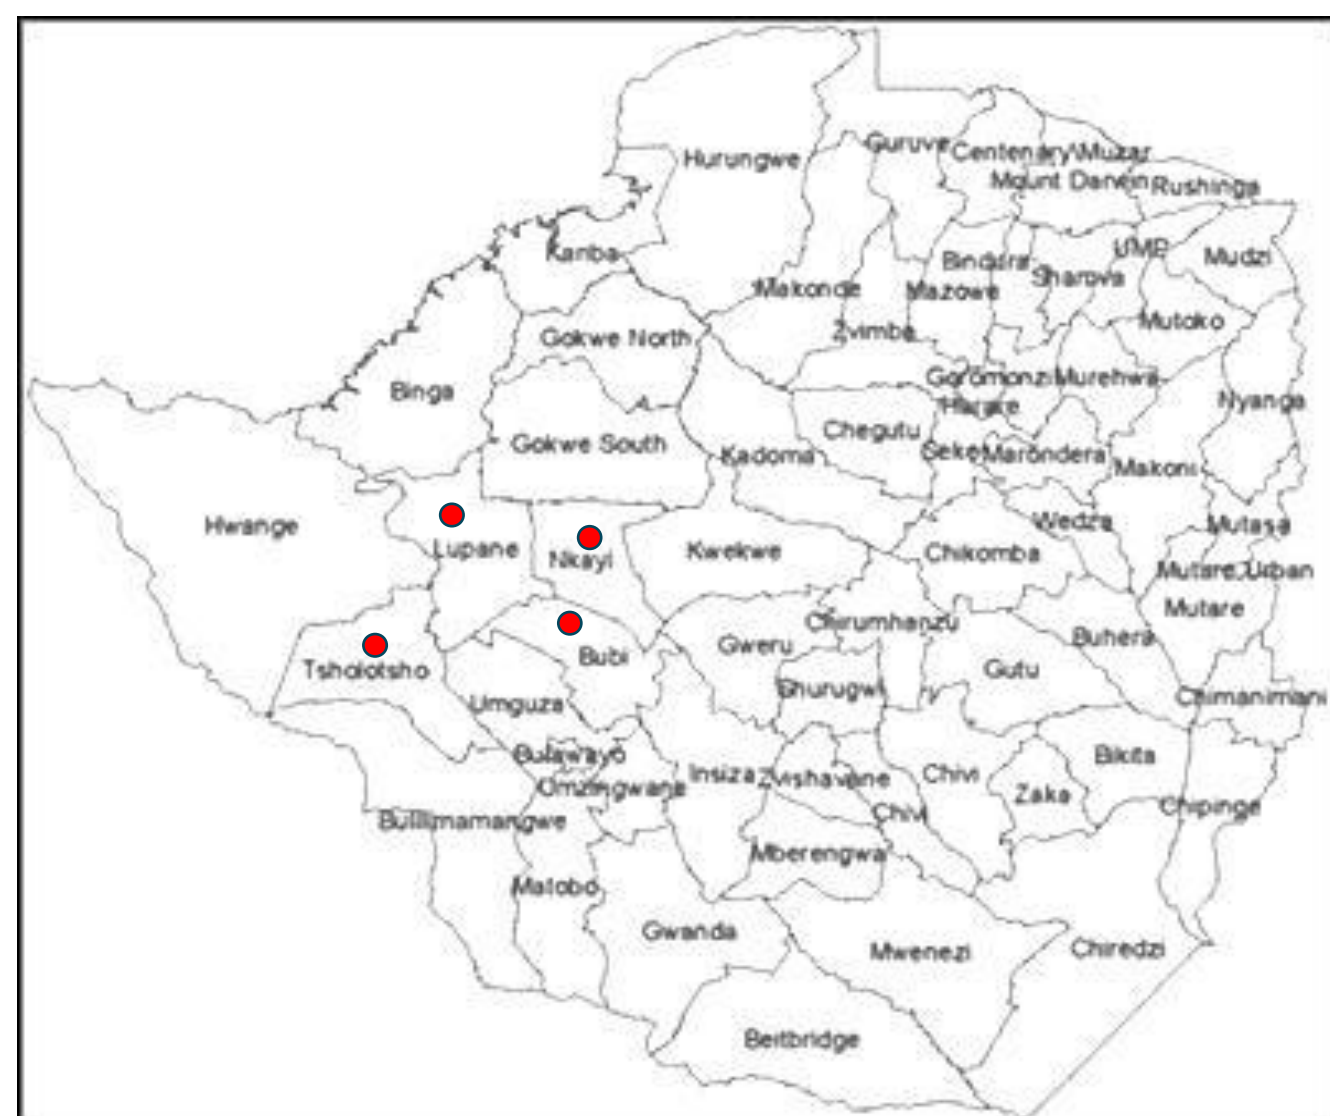 Hurungwe
Guruve
Centenary\Muzar
Mount Darwin
Rushinga
Kariba
UMP
Mudzi
Bindura
Sharova
Makonde
Mazowe
Zvimba
Mutoko
Gokwe North
Binga
Goromonzi
Murehwa
Harare
Nyanga
Chegutu
Gokwe South
Kadoma
Seke
Marondera
Makoni
Hwange
Wedza
Mutasa
Lupane
Nkayi
Kwekwe
Chikomba
Mutare Urban
Mutare
Chirumhanzu
Buhera
Gweru
Bubi
Tsholotsho
Gutu
Shurugwi
Chimanimani
Umguza
Bulawayo
Bikita
Insiza
Zvishavane
Chivi
Omzingwane
Zaka
Chipinge
Chivi
Bulilimamangwe
Mberengwa
Matobo
Gwanda
Mwenezi
Chiredzi
Beitbridge